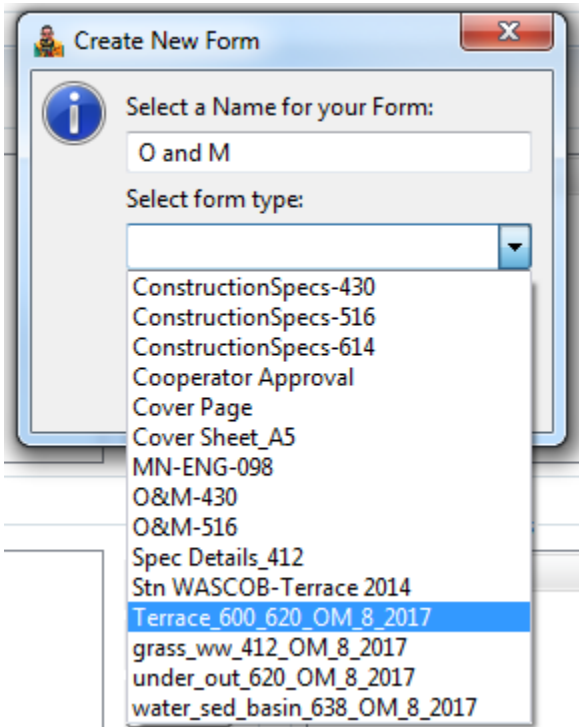 Create New Form
Select a Name for your Form:
O and M
Select form type:
ConstructionSpecs-430
ConstructionSpecs-516
ConstructionSpecs-614
Cooperator Approval
Cover Page
Cover Sheet_A5
MN-ENG-098
O&M-430
O&M-516
Spec Details_412
Stn WASCOB-Terrace 2014
Terrace_600_620_OM_8_2017
grass_ww_412_OM_8_2017
under_out_620_OM_8_2017
water_sed_basin_638_OM_8_2017